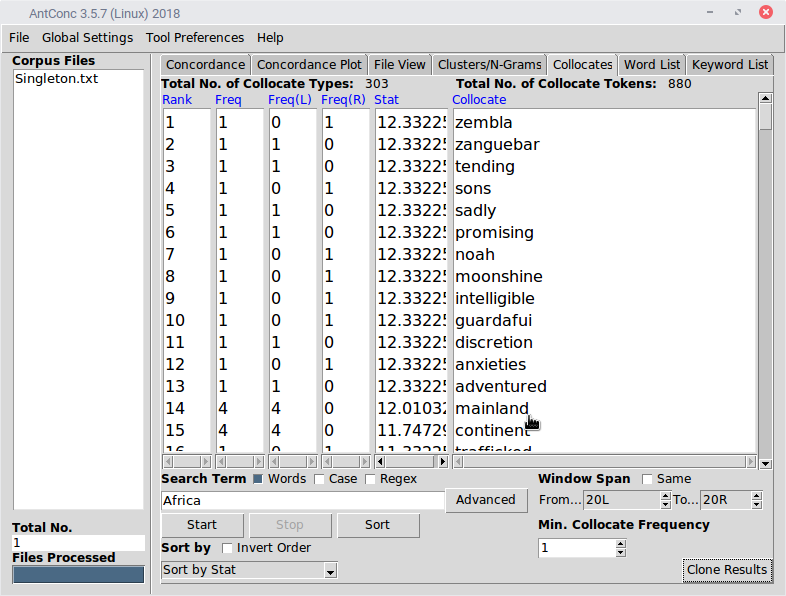 AntConc 3.5.7 (Linux) 2018
File Global Settings Tool Preferences Help
Corpus Files
Singleton.txt
Total No.
1
Files Processed
Concordance Concordance Plot File View Clusters/N-Grams Collocates Word List Keyword List
Total No. of Collocate Types: 303 Total No. of Collocate Tokens: 880
Rank Freq Freq(L) Freq(R) Stat Collocate
1 1 0 1 12.33225 zembla
2 1 1 0 12.33225 zanguebar
3 1 1 0 12.33225 tending
4 1 0 1 12.33225 sons
5 1 1 0 12.33225 sadly
6 1 1 0 12.33225 promising
7 1 0 1 12.33225 noah
8 1 0 1 12.33225 moonshine
9 1 0 1 12.33225 intelligible
10 1 0 1 12.33225 guardafui
11 1 1 0 12.33225 discretion
12 1 0 1 12.33225 anxieties
13 1 1 0 12.33225 adventured
14 4 4 0 12.01032 mainland
15 4 4 0 11.74729 continent
16 1 0 1 11.33225 trafficked
Search Term Words Case Regex
Africa
Advanced
Start Stop Sort
Sort by Invert Order
Sort by Stat
Window Span Same
From... 20L To... 20R
Min. Collocate Frequency
1
Clone Results